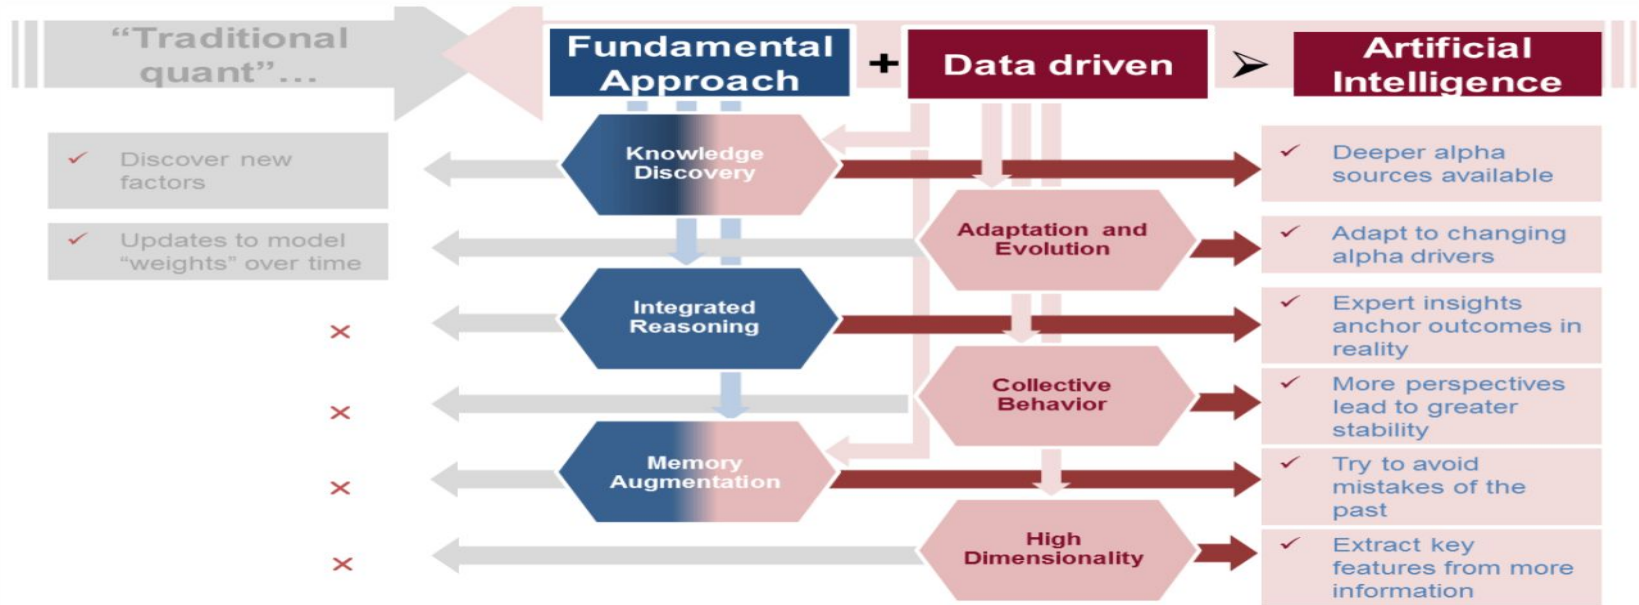 “Traditional
quant”...
Fundamental
Approach
+
Data driven
➢
Artificial
Intelligence
✓ Discover new
factors
Knowledge
Discovery
✓ Deeper alpha
sources available
✓ Updates to model
“weights” over time
Adaptation and
Evolution
✓ Adapt to changing
alpha drivers
×
Integrated
Reasoning
✓ Expert insights
anchor outcomes in
reality
×
Collective
Behavior
✓ More perspectives
lead to greater
stability
×
Memory
Augmentation
✓ Try to avoid
mistakes of the
past
×
High
Dimensionality
✓ Extract key
features from more
information